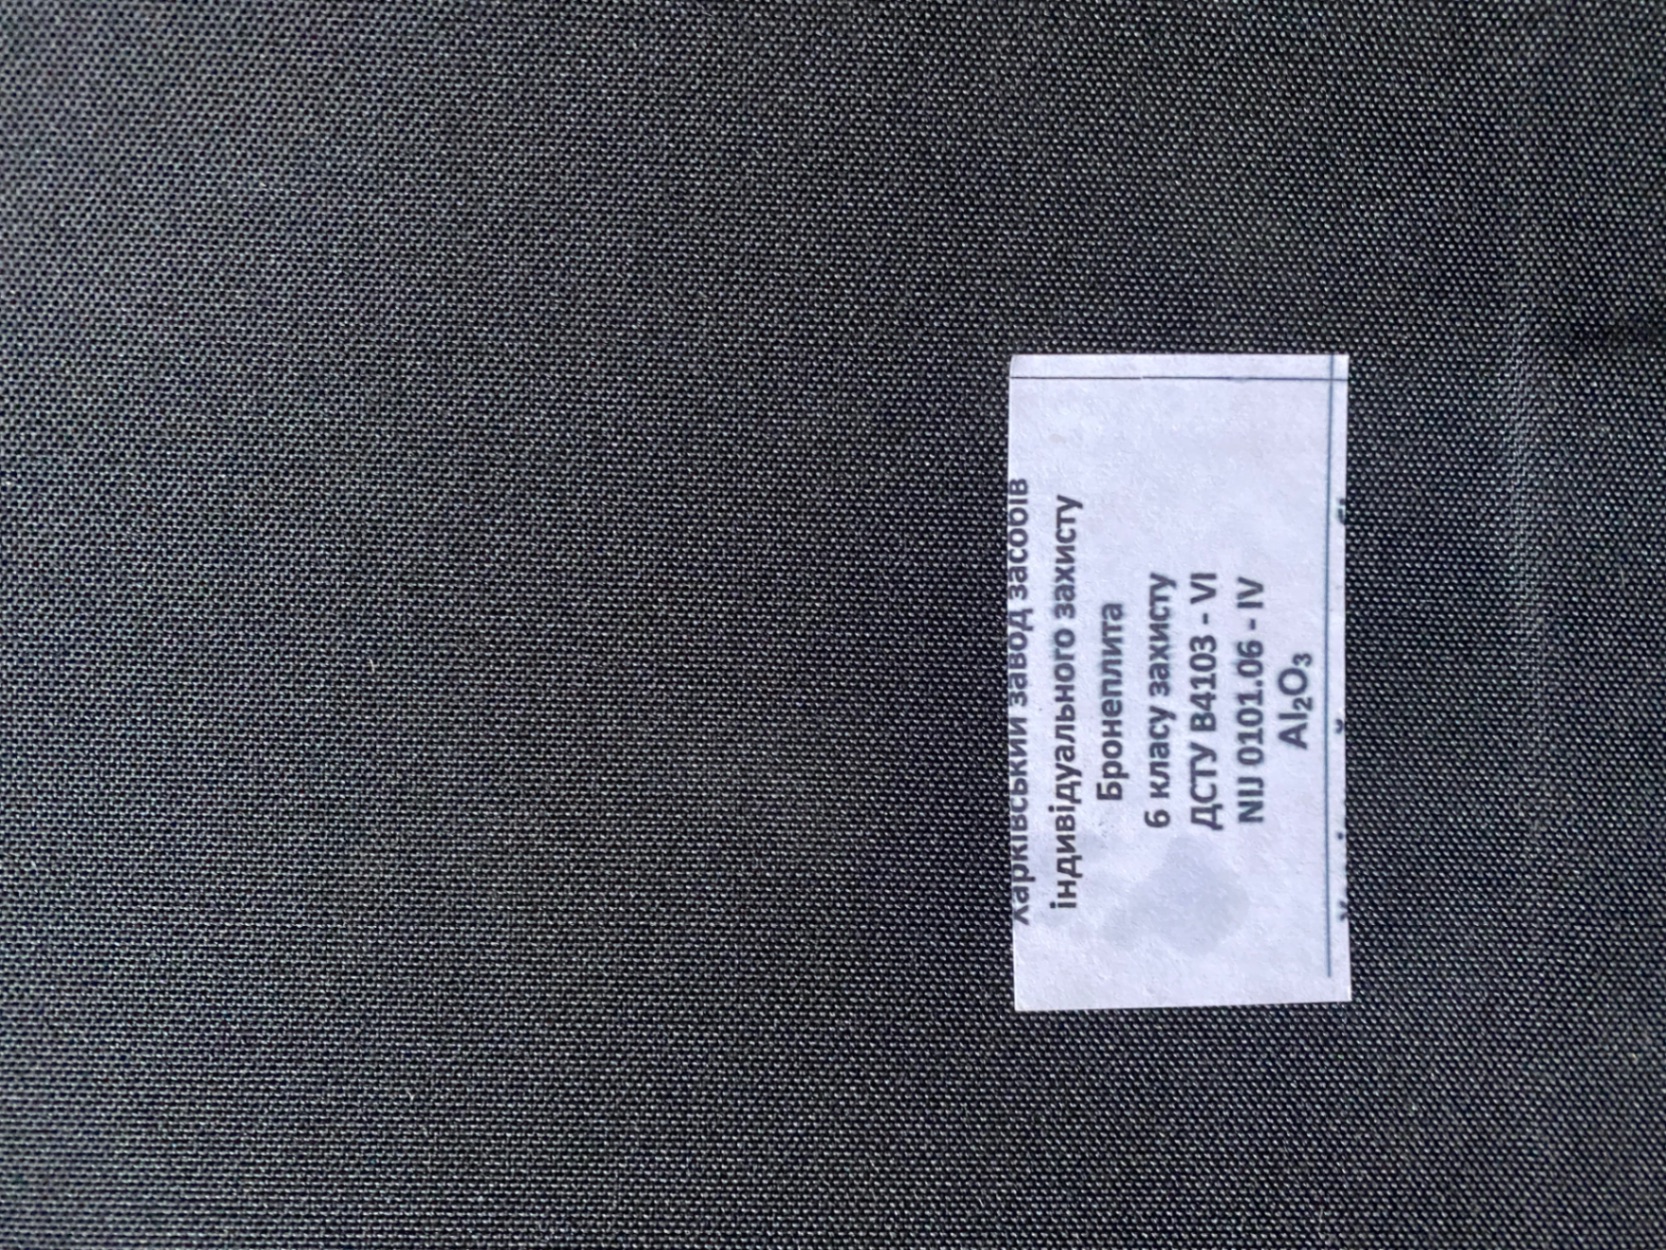 Харківський завод засобів
індивідуального захисту
Бронеплита
6 класу захисту
ДСТУ В4103 - VI
NIJ 0101.06 - IV
Al₂O₃